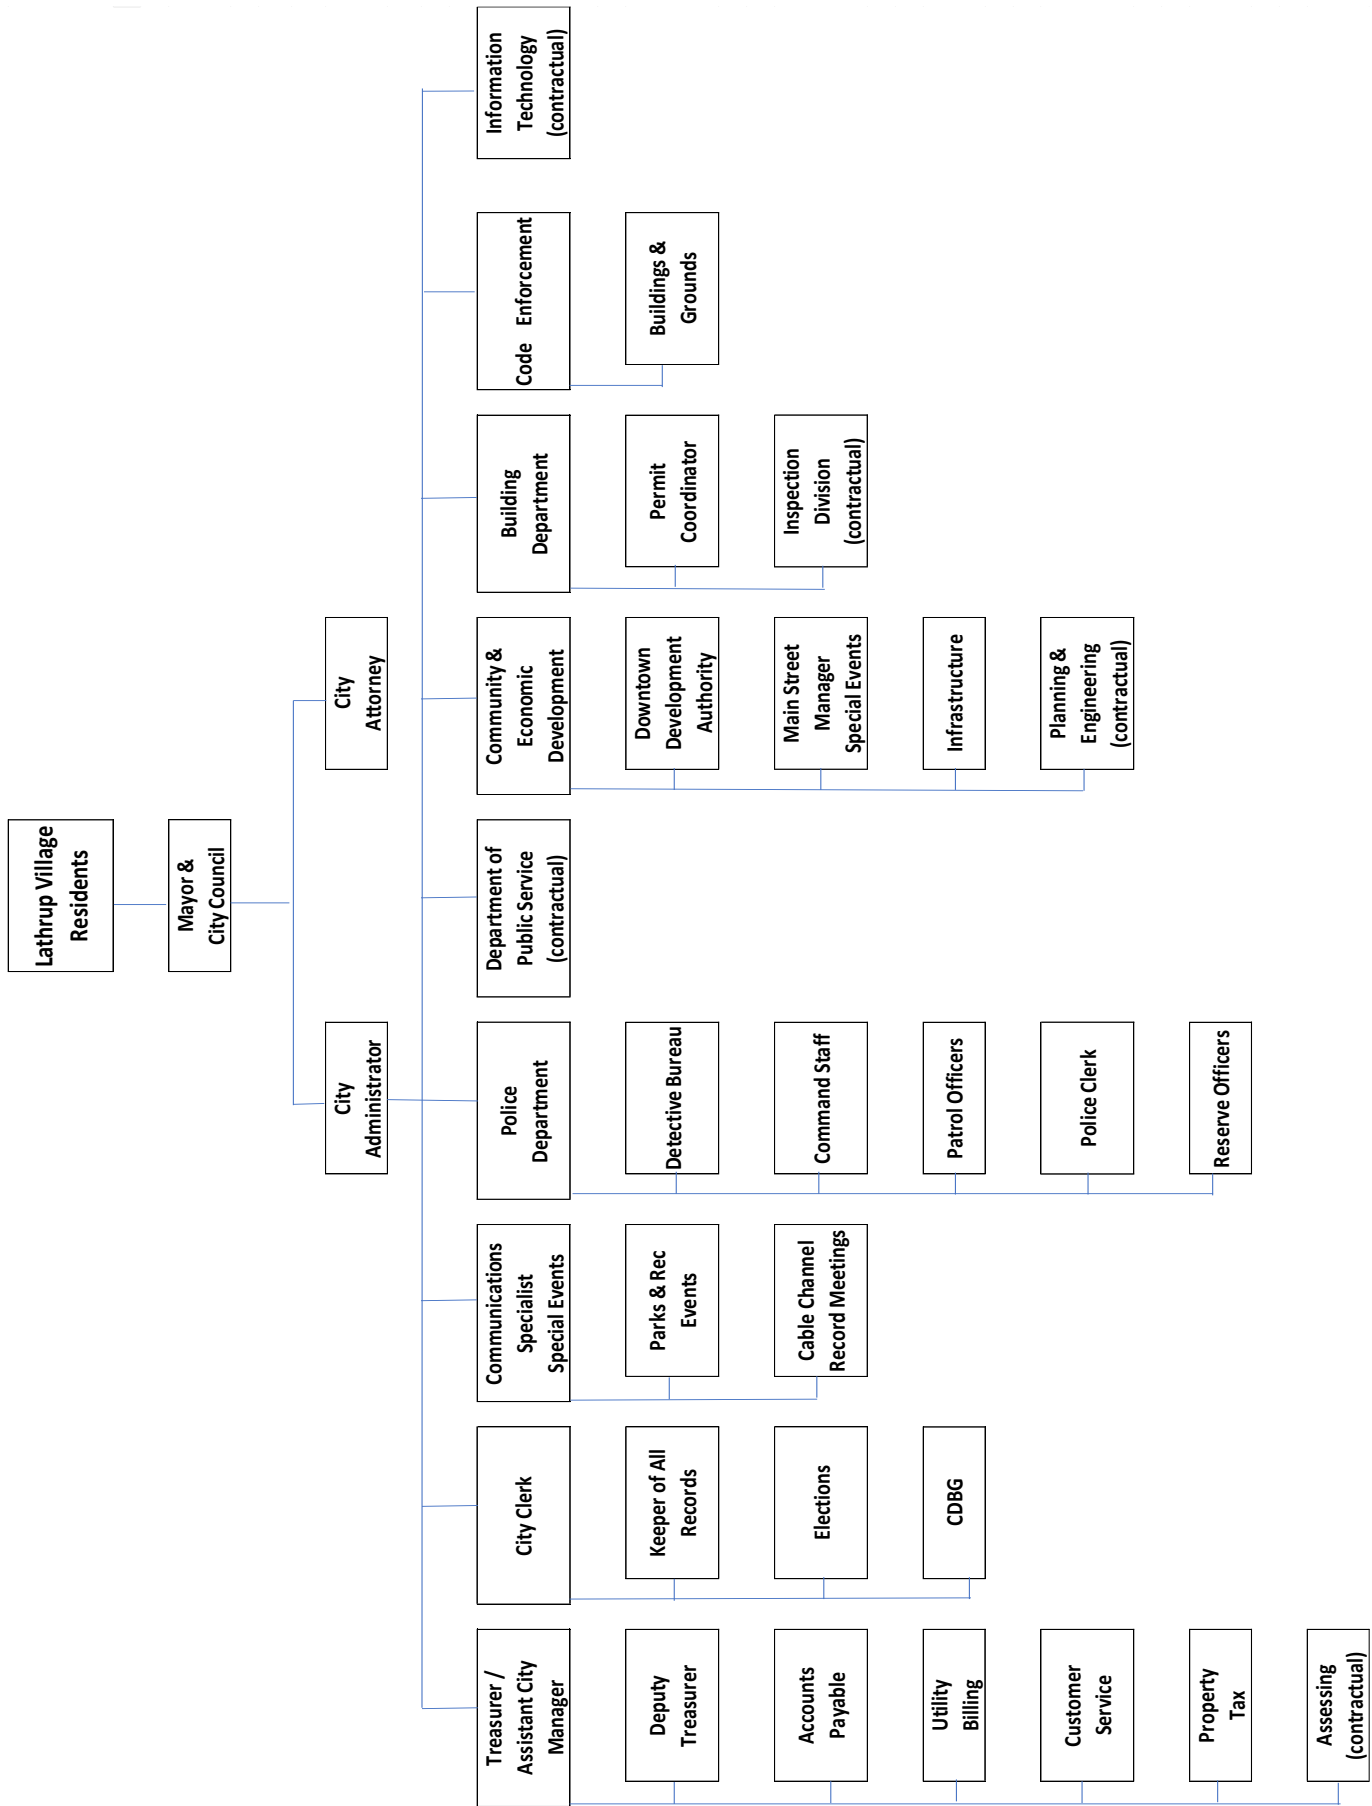 Lathrup Village
Residents
Mayor &
City Council
City
Administrator
City
Attorney
Treasurer /
Assistant City
Manager
Deputy
Treasurer
Accounts
Payable
Utility
Billing
Customer
Service
Property
Tax
Assessing
(contractual)
City Clerk
Keeper of All
Records
Elections
CDBG
Communications
Specialist
Special Events
Parks & Rec
Events
Cable Channel
Record Meetings
Police
Department
Detective Bureau
Command Staff
Patrol Officers
Police Clerk
Reserve Officers
Department of
Public Service
(contractual)
Community &
Economic
Development
Downtown
Development
Authority
Main Street
Manager
Special Events
Infrastructure
Planning &
Engineering
(contractual)
Building
Department
Permit
Coordinator
Inspection
Division
(contractual)
Code Enforcement
Buildings &
Grounds
Information
Technology
(contractual)